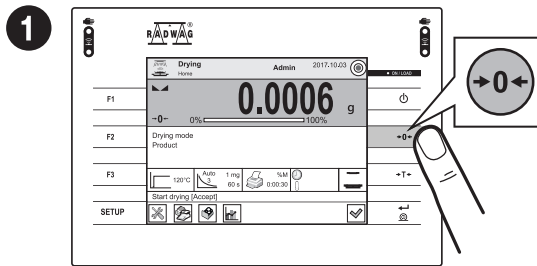 1
RADWAG
Drying
Home
Admin
2017-10-03
ON / LOAD
F1
0.0006 g
→0←
0%
100%
F2
Drying mode
Product
→0←
→0←
F3
120°C
Auto
3
1 mg
60 s
%M
0:00:30
→T←
Start drying [Accept]
SETUP